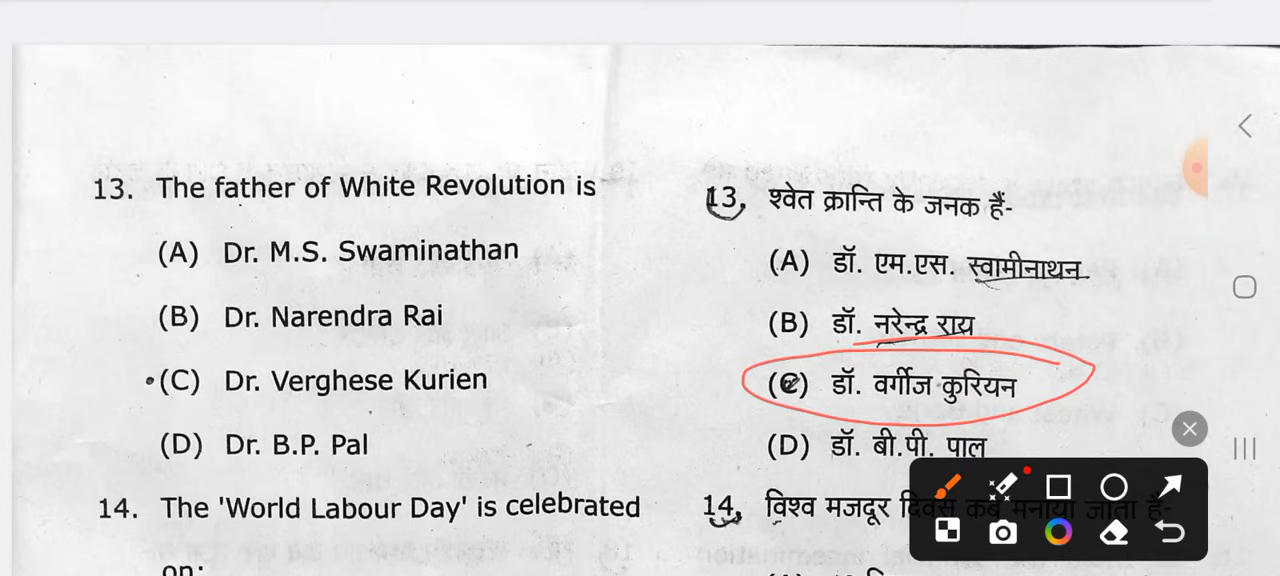 13. The father of White Revolution is
(A) Dr. M.S. Swaminathan
(B) Dr. Narendra Rai
(C) Dr. Verghese Kurien
(D) Dr. B.P. Pal
14. The 'World Labour Day' is celebrated
on:
13. श्वेत क्रान्ति के जनक हैं-
(A) डॉ. एम.एस. स्वामीनाथन
(B) डॉ. नरेन्द्र राय
(C) डॉ. वर्गीज कुरियन
(D) डॉ. बी.पी. पाल
14. विश्व मजदूर दिवस कब मनाया जाता है-